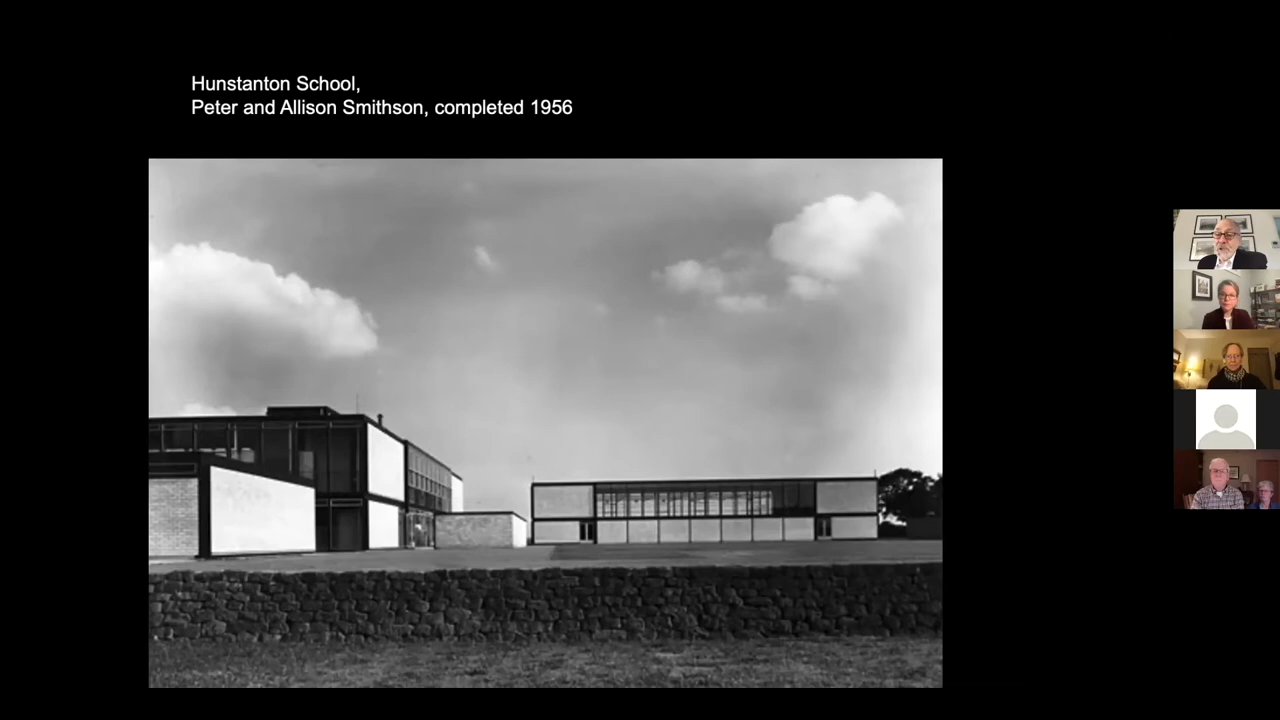 Hunstanton School,
Peter and Allison Smithson, completed 1956